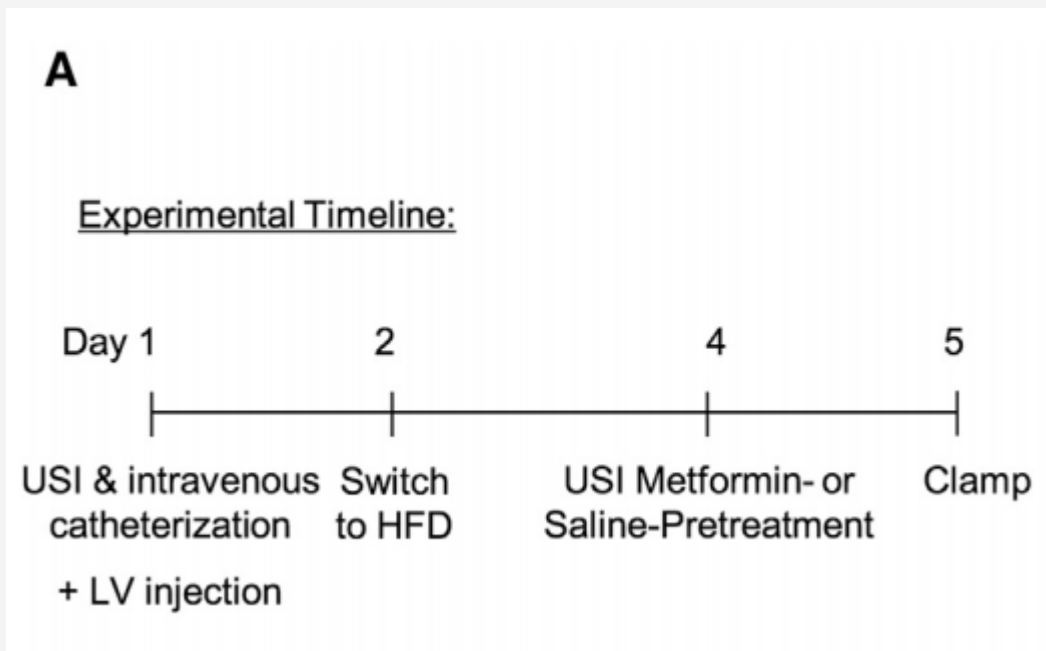 A
Experimental Timeline:
Day 1 2 4 5
USI & intravenous Switch USI Metformin- or Clamp
catheterization to HFD Saline-Pretreatment
+ LV injection